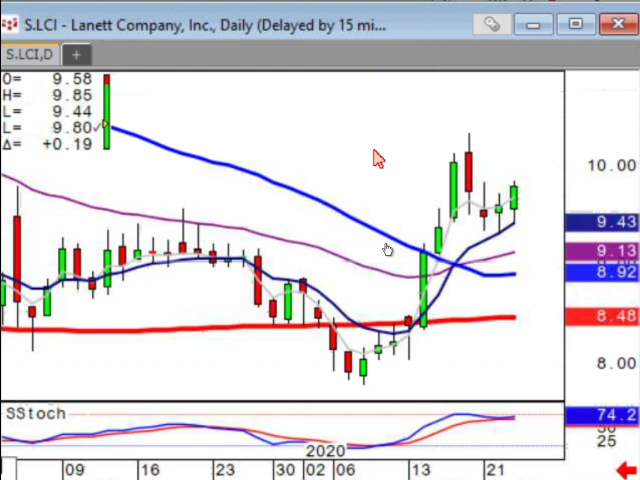 S.LCI - Lanett Company, Inc., Daily (Delayed by 15 mi...
S.LCI,D +
O= 9.58
H= 9.85
L= 9.44
L= 9.80
Δ= +0.19
10.00
9.43
9.13
8.92
8.48
8.00
SStoch
74.2
25
2020
09 16 23 30 02 06 13 21